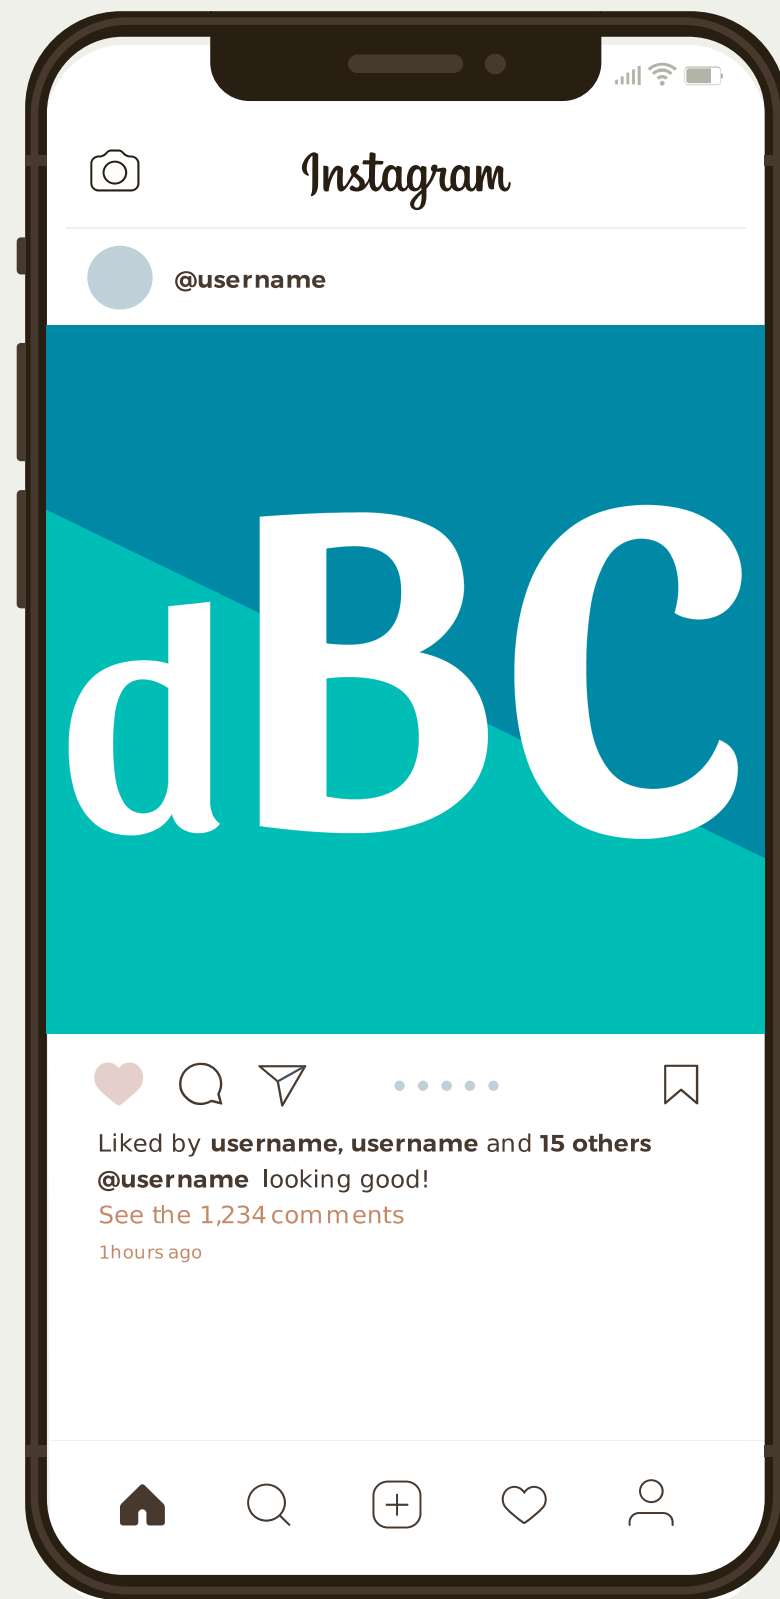 Instagram
@username
dBC
Liked by username, username and 15 others
@username looking good!
See the 1,234 comments
1hours ago